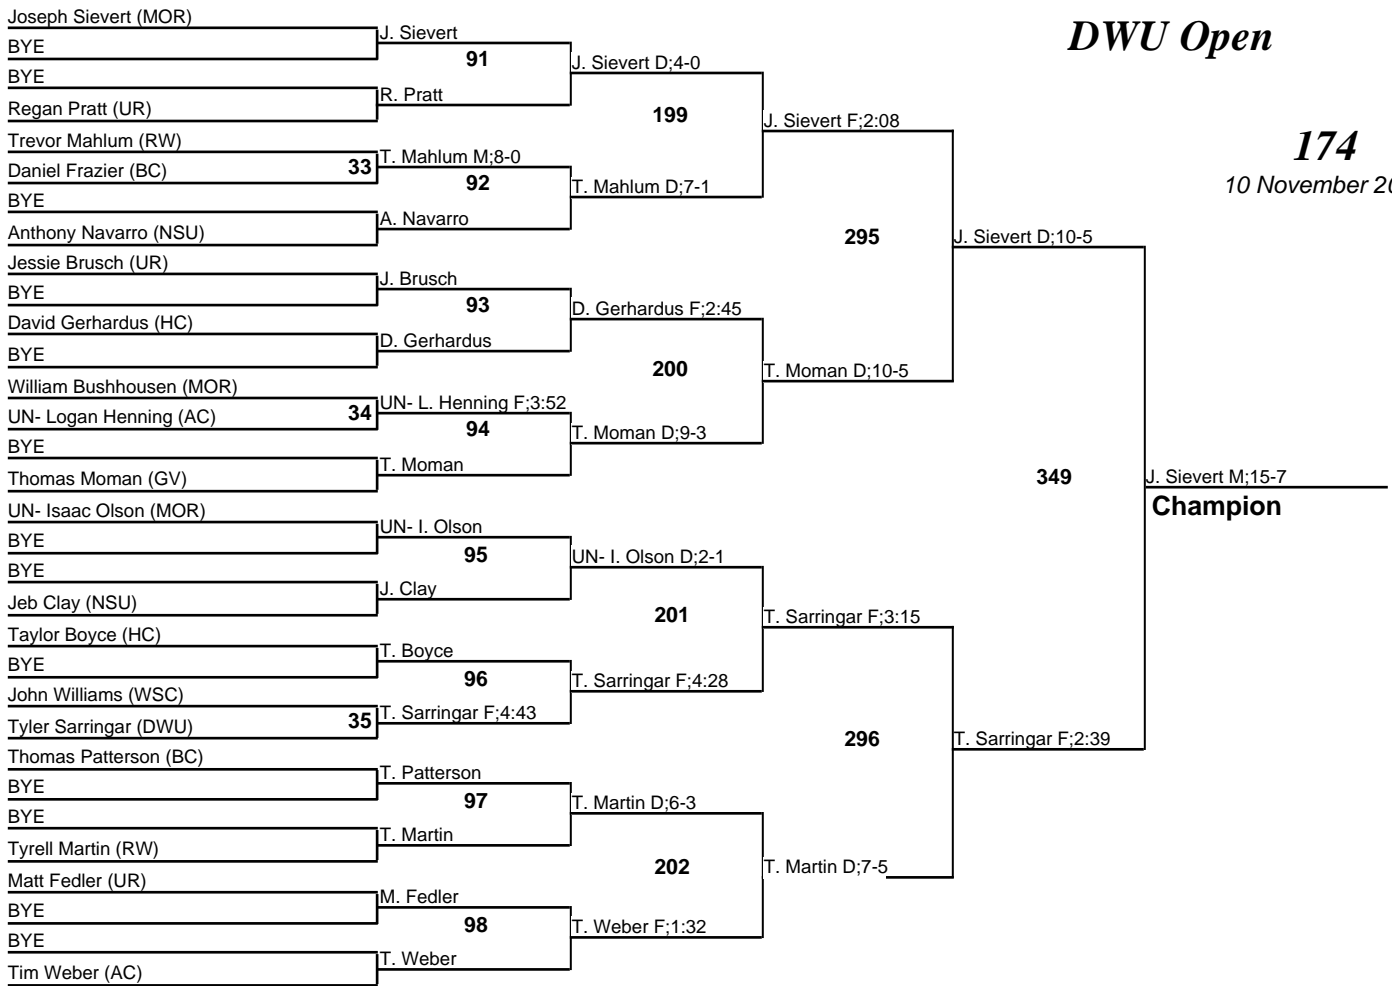 DWU Open
174
10 November 20
Joseph Sievert (MOR)
BYE
BYE
Regan Pratt (UR)
Trevor Mahlum (RW)
Daniel Frazier (BC)
BYE
Anthony Navarro (NSU)
Jessie Brusch (UR)
BYE
David Gerhardus (HC)
BYE
William Bushhousen (MOR)
UN- Logan Henning (AC)
BYE
Thomas Moman (GV)
UN- Isaac Olson (MOR)
BYE
BYE
Jeb Clay (NSU)
Taylor Boyce (HC)
BYE
John Williams (WSC)
Tyler Sarringar (DWU)
Thomas Patterson (BC)
BYE
BYE
Tyrell Martin (RW)
Matt Fedler (UR)
BYE
BYE
Tim Weber (AC)
33
34
35
J. Sievert
91
R. Pratt
T. Mahlum M;8-0
92
A. Navarro
J. Brusch
93
D. Gerhardus
UN- L. Henning F;3:52
94
T. Moman
UN- I. Olson
95
J. Clay
T. Boyce
96
T. Sarringar F;4:43
T. Patterson
97
T. Martin
M. Fedler
98
T. Weber
J. Sievert D;4-0
199
T. Mahlum D;7-1
D. Gerhardus F;2:45
200
T. Moman D;9-3
UN- I. Olson D;2-1
201
T. Sarringar F;4:28
T. Martin D;6-3
202
T. Weber F;1:32
J. Sievert F;2:08
295
T. Moman D;10-5
T. Sarringar F;3:15
296
T. Martin D;7-5
J. Sievert D;10-5
349
T. Sarringar F;2:39
J. Sievert M;15-7
Champion